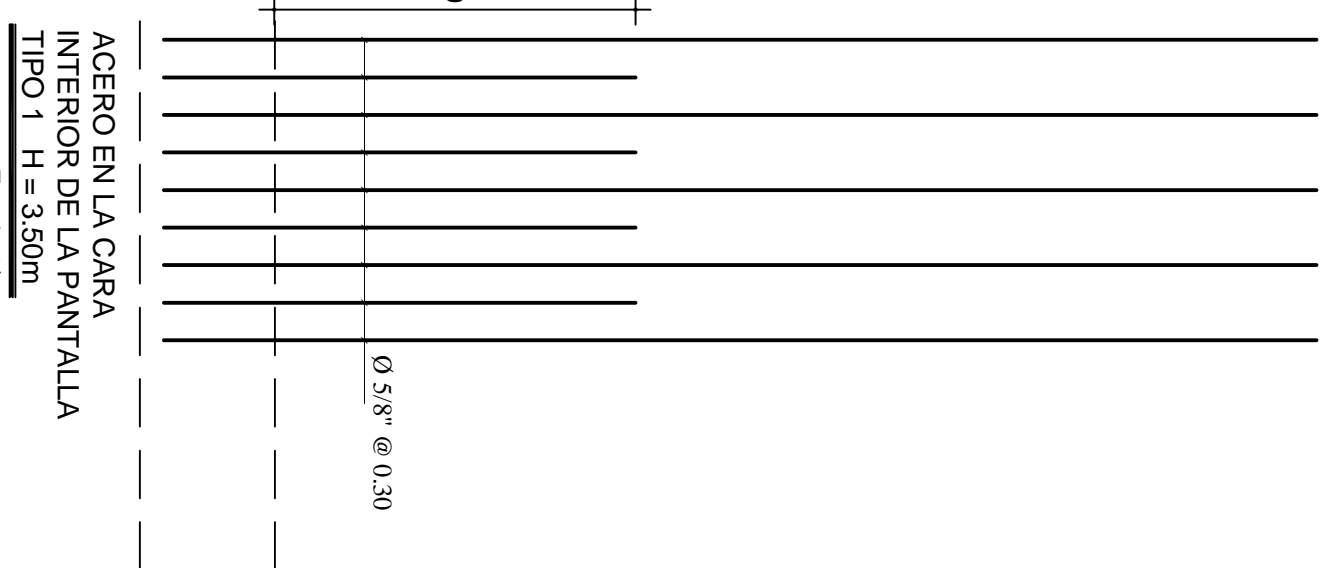 ACERO EN LA CARA
INTERIOR DE LA PANTALLA
TIPO 1 H = 3.50m
Ø 5/8" @ 0.30